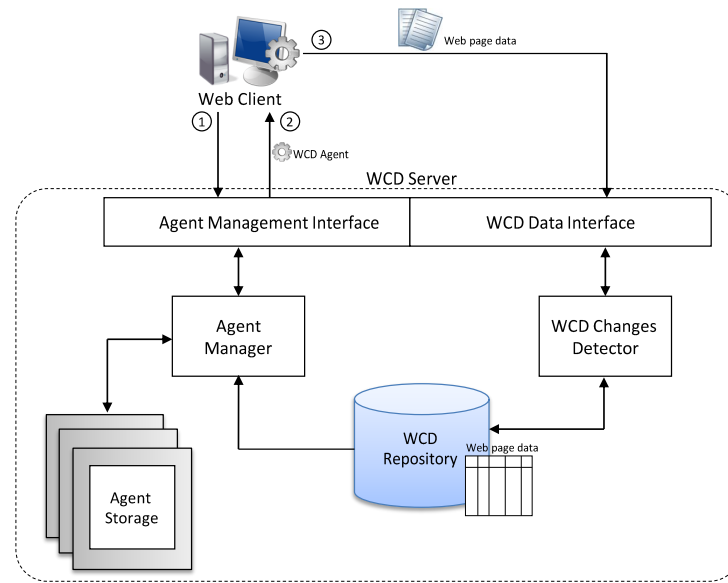 3
Web page data
Web Client
1
2
WCD Agent
WCD Server
Agent Management Interface
WCD Data Interface
Agent
Manager
WCD Changes
Detector
WCD
Repository
Web page data
Agent
Storage